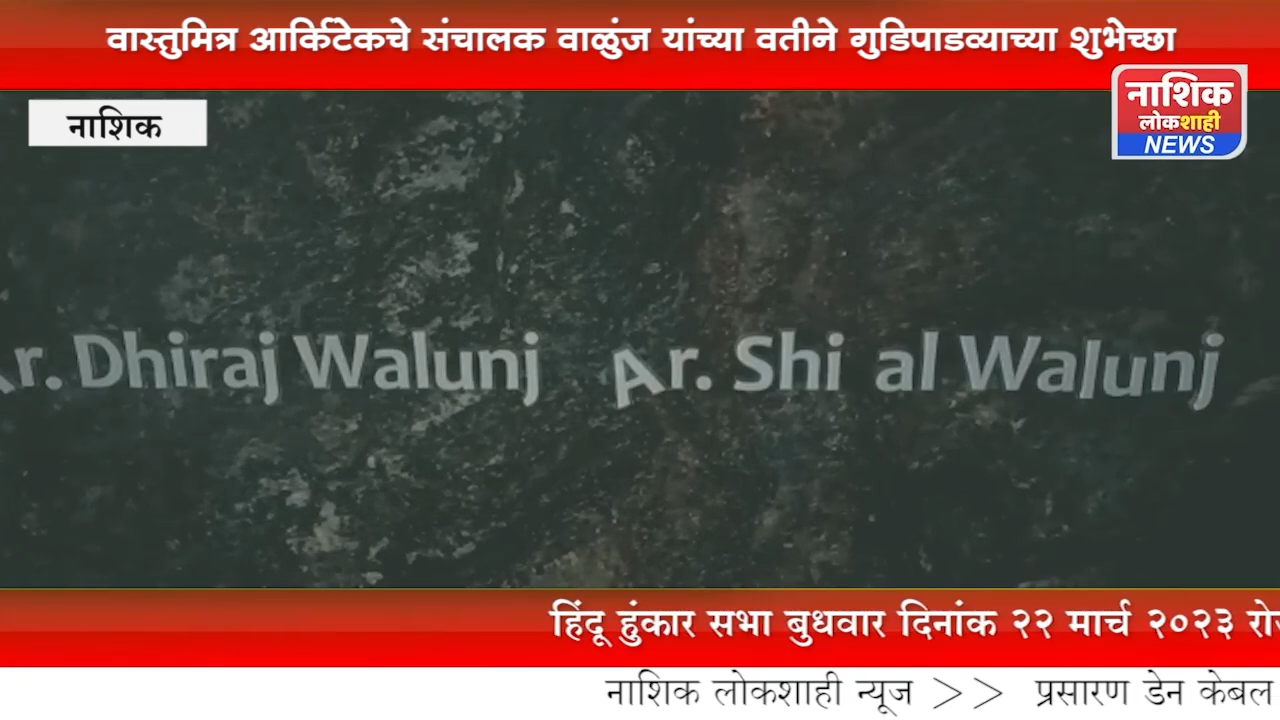 वास्तुमित्र आर्किटेकचे संचालक वाळुंज यांच्या वतीने गुडिपाडव्याच्या शुभेच्छा
नाशिक
नाशिक
लोकशाही
NEWS
r. Dhiraj Walunj Ar. Shi al Walunj
हिंदू हुंकार सभा बुधवार दिनांक २२ मार्च २०२३
नाशिक लोकशाही न्यूज >> प्रसारण डेन केबल